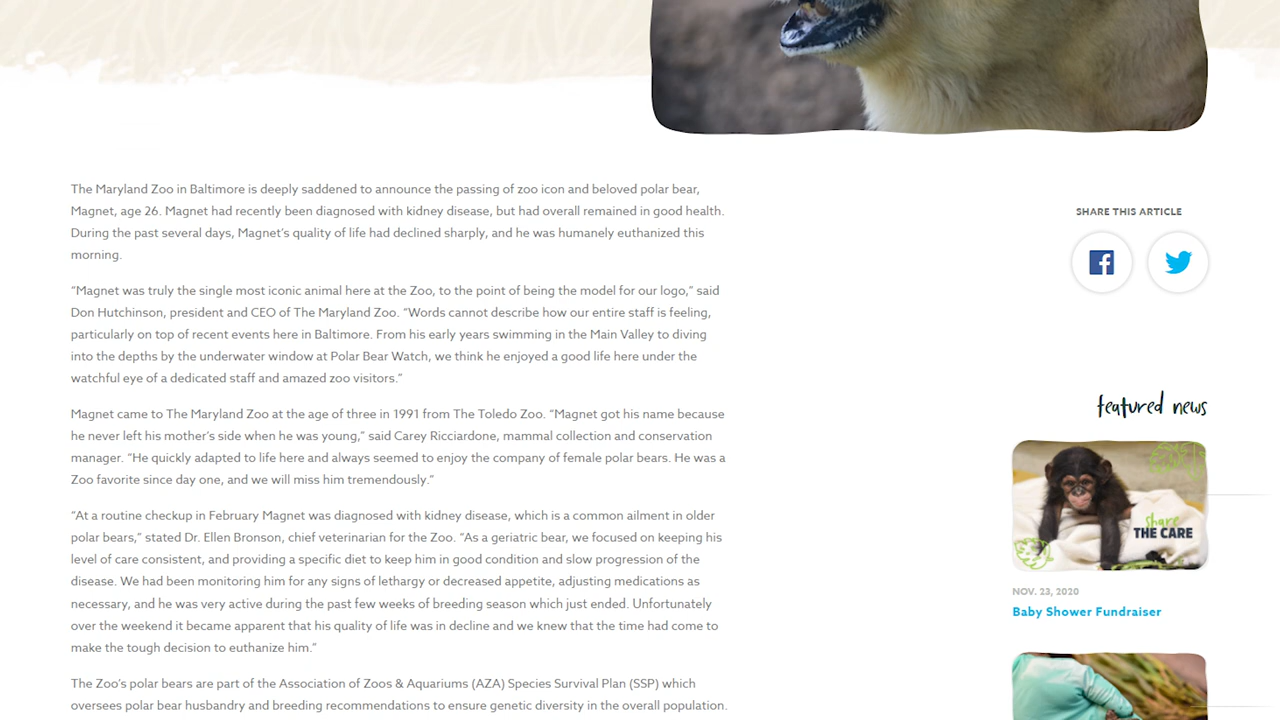 The Maryland Zoo in Baltimore is deeply saddened to announce the passing of zoo icon and beloved polar bear,
Magnet, age 26. Magnet had recently been diagnosed with kidney disease, but had overall remained in good health.
During the past several days, Magnet's quality of life had declined sharply, and he was humanely euthanized this
morning.
“Magnet was truly the single most iconic animal here at the Zoo, to the point of being the model for our logo,” said
Don Hutchinson, president and CEO of The Maryland Zoo. “Words cannot describe how our entire staff is feeling,
particularly on top of recent events here in Baltimore. From his early years swimming in the Main Valley to diving
into the depths by the underwater window at Polar Bear Watch, we think he enjoyed a good life here under the
watchful eye of a dedicated staff and amazed zoo visitors.”
Magnet came to The Maryland Zoo at the age of three in 1991 from The Toledo Zoo. “Magnet got his name because
he never left his mother's side when he was young,” said Carey Ricciardone, mammal collection and conservation
manager. “He quickly adapted to life here and always seemed to enjoy the company of female polar bears. He was a
Zoo favorite since day one, and we will miss him tremendously.”
“At a routine checkup in February Magnet was diagnosed with kidney disease, which is a common ailment in older
polar bears,” stated Dr. Ellen Bronson, chief veterinarian for the Zoo. “As a geriatric bear, we focused on keeping his
level of care consistent, and providing a specific diet to keep him in good condition and slow progression of the
disease. We had been monitoring him for any signs of lethargy or decreased appetite, adjusting medications as
necessary, and he was very active during the past few weeks of breeding season which just ended. Unfortunately
over the weekend it became apparent that his quality of life was in decline and we knew that the time had come to
make the tough decision to euthanize him.”
The Zoo's polar bears are part of the Association of Zoos & Aquariums (AZA) Species Survival Plan (SSP) which
oversees polar bear husbandry and breeding recommendations to ensure genetic diversity in the overall population.
SHARE THIS ARTICLE
featured news
share
THE CARE
NOV. 23, 2020
Baby Shower Fundraiser